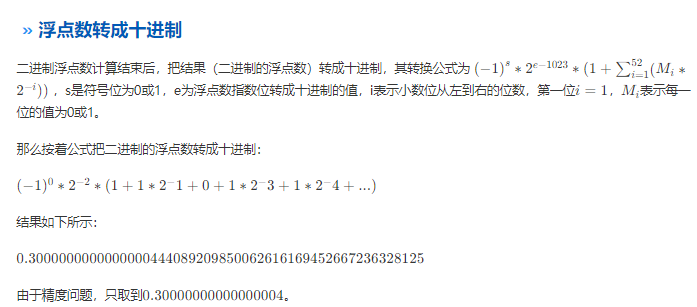 » 浮点数转成十进制
二进制浮点数计算结束后，把结果（二进制的浮点数）转成十进制，其转换公式为 $(-1)^s * 2^{e-1023} * (1 + \sum_{i=1}^{52}(M_i *$
$2^{-i}))$ ，s是符号位为0或1，e为浮点数指数位转成十进制的值，i表示小数位从左到右的位数，第一位$i = 1$，$M_i$表示每一
位的值为0或1。
那么按着公式把二进制的浮点数转成十进制：
$(-1)^0 * 2^{-2} * (1 + 1 * 2^-1 + 0 + 1 * 2^-3 + 1 * 2^-4 + ...)$
结果如下所示：
0.3000000000000000444089209850062616169452667236328125
由于精度问题，只取到0.30000000000000004。